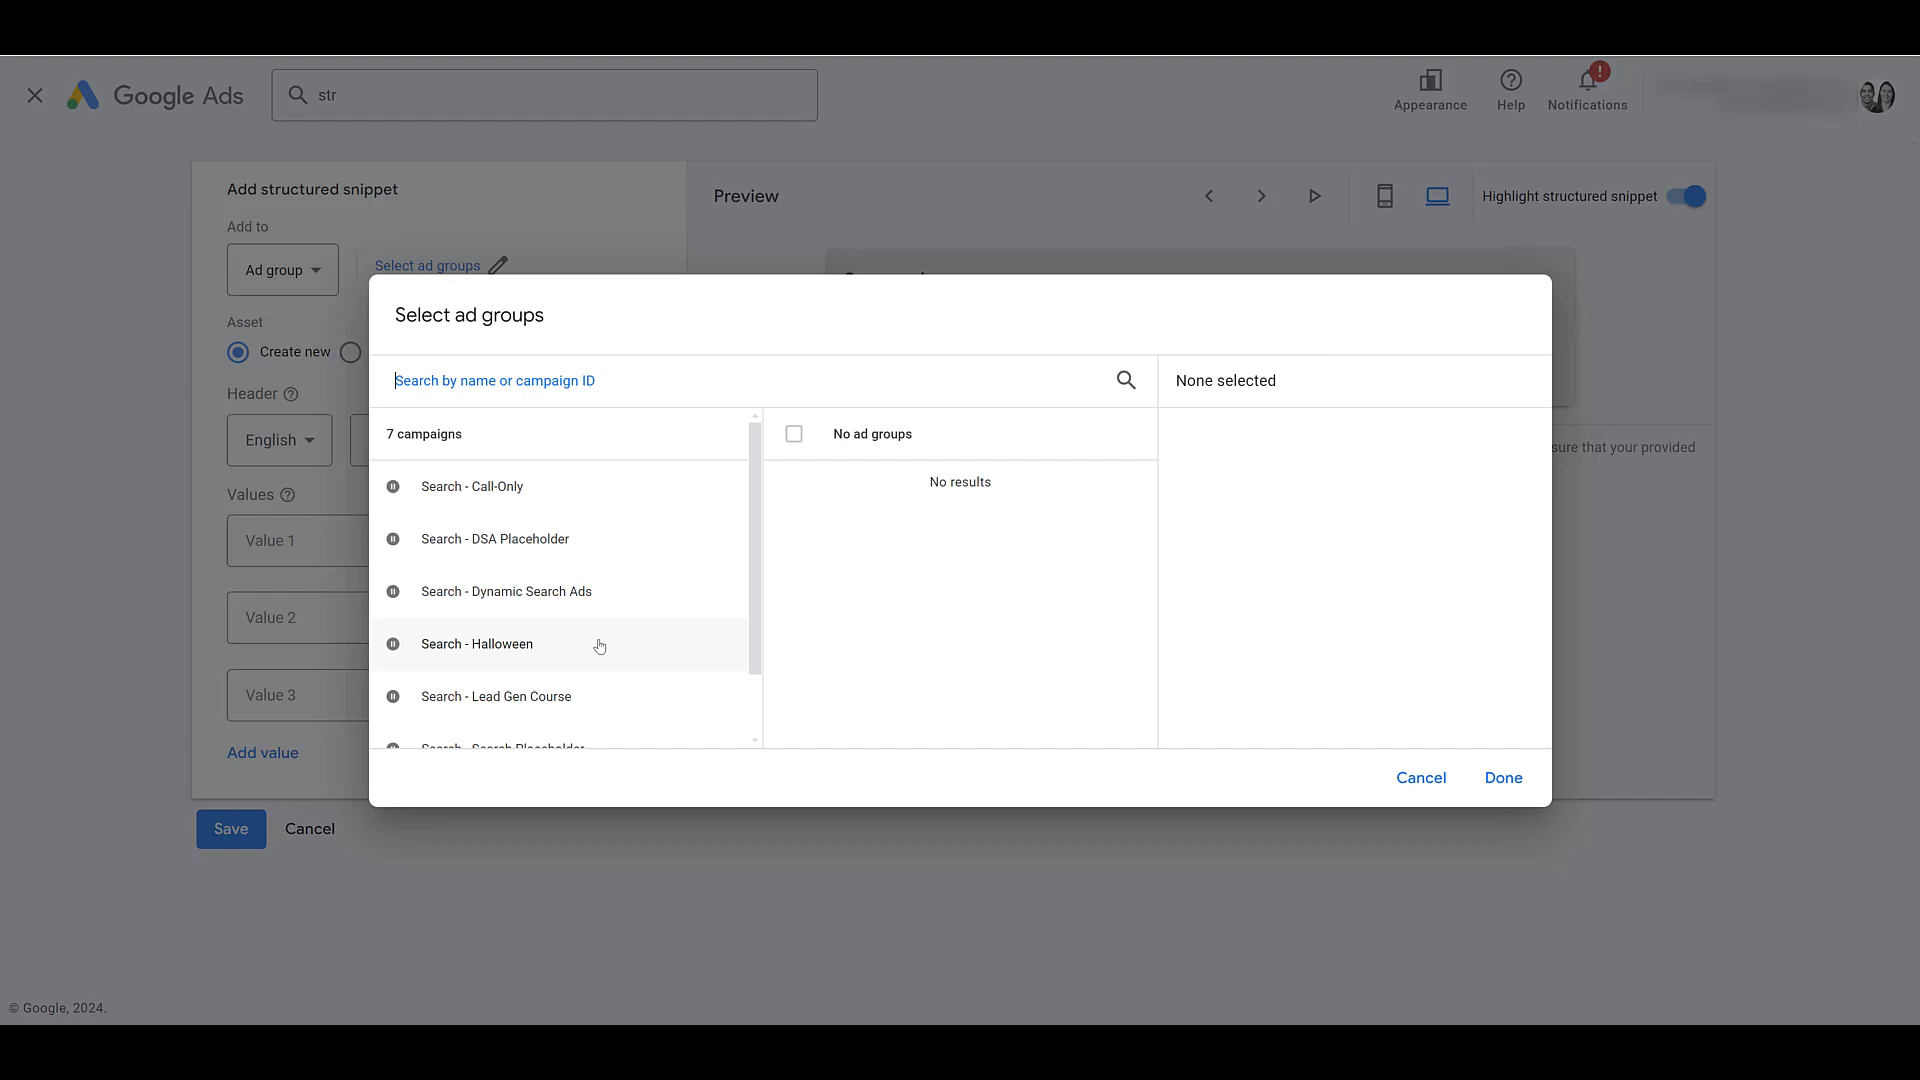 Google Ads
str
Appearance
Help
Notifications
!
Add structured snippet
Add to
Ad group
Select ad groups
Asset
Create new
Header
English
Values
Value 1
Value 2
Value 3
Add value
Save
Cancel
Preview
Highlight structured snippet
sure that your provided
Select ad groups
Search by name or campaign ID
None selected
7 campaigns
No ad groups
No results
Search - Call-Only
Search - DSA Placeholder
Search - Dynamic Search Ads
Search - Halloween
Search - Lead Gen Course
Search - Search Placeholder
Cancel
Done
© Google, 2024.